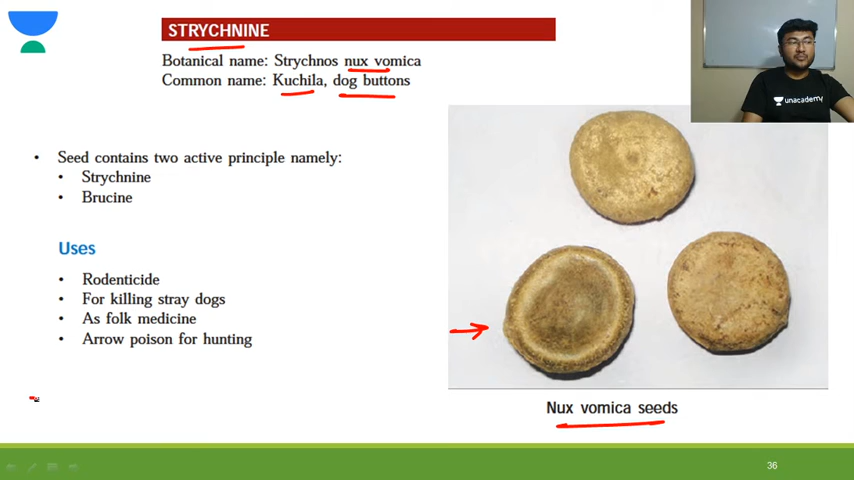 STRYCHNINE
Botanical name: Strychnos nux vomica
Common name: Kuchila, dog buttons
unacademy
• Seed contains two active principle namely:
• Strychnine
• Brucine
Uses
• Rodenticide
• For killing stray dogs
• As folk medicine
• Arrow poison for hunting
Nux vomica seeds
36